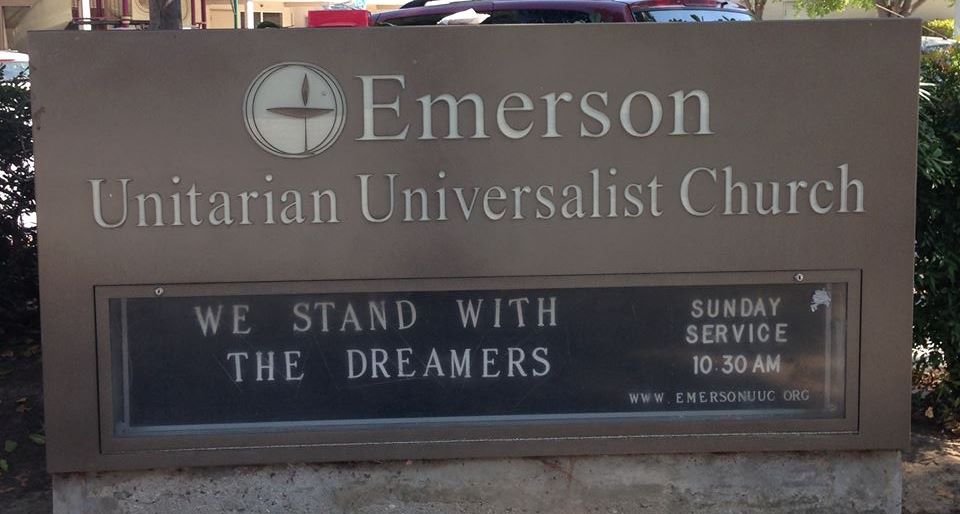 Emerson
Unitarian Universalist Church
WE STAND WITH
THE DREAMERS
SUNDAY
SERVICE
10:30 AM
WWW.EMERSONUUC.ORG